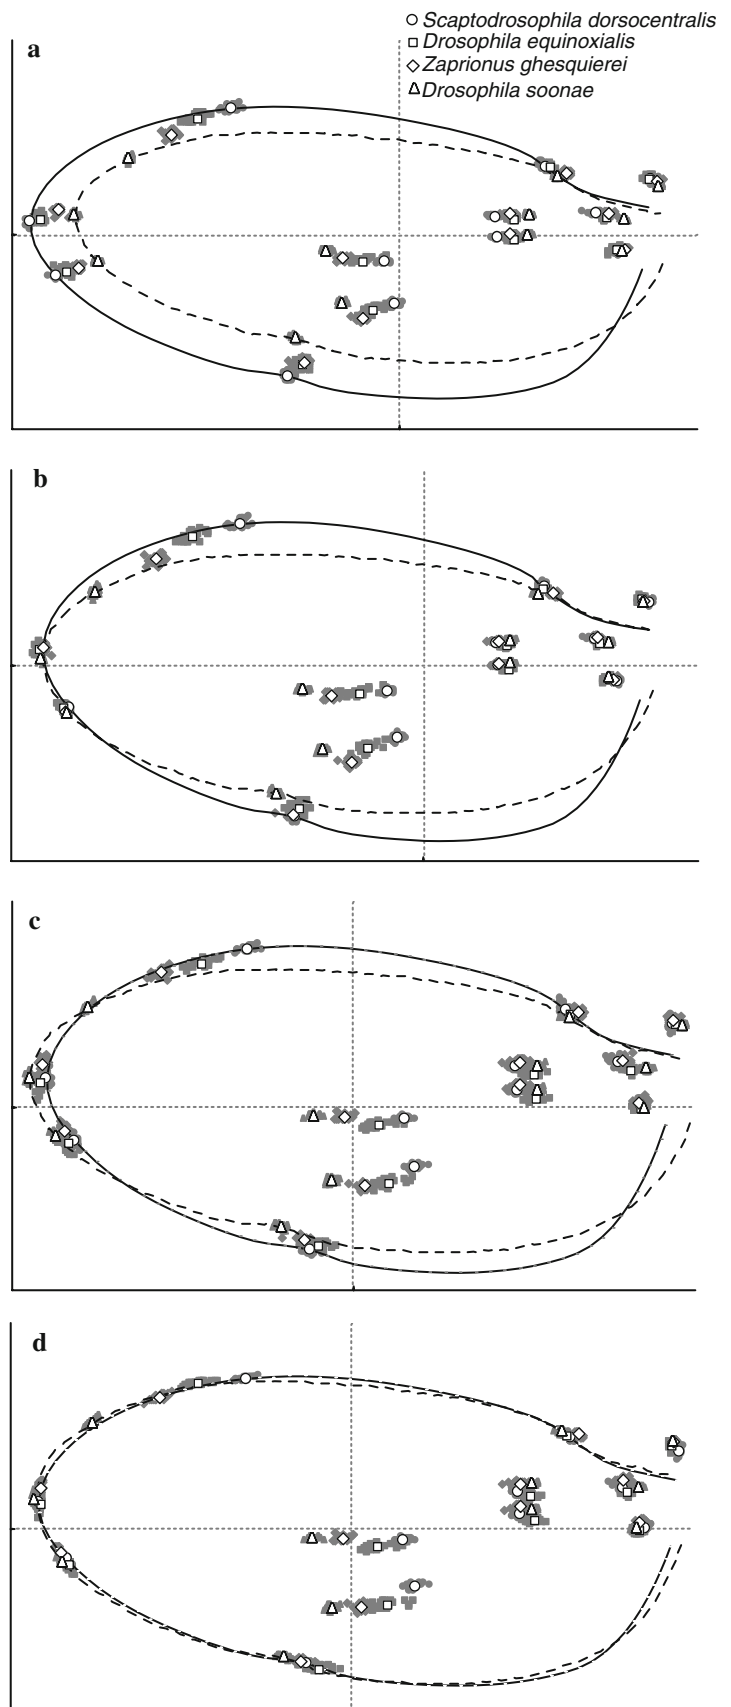 Scaptodrosophila dorsocentralis
a
Drosophila equinoxialis
Zaprionus ghesquierei
Drosophila soonae
b
c
d